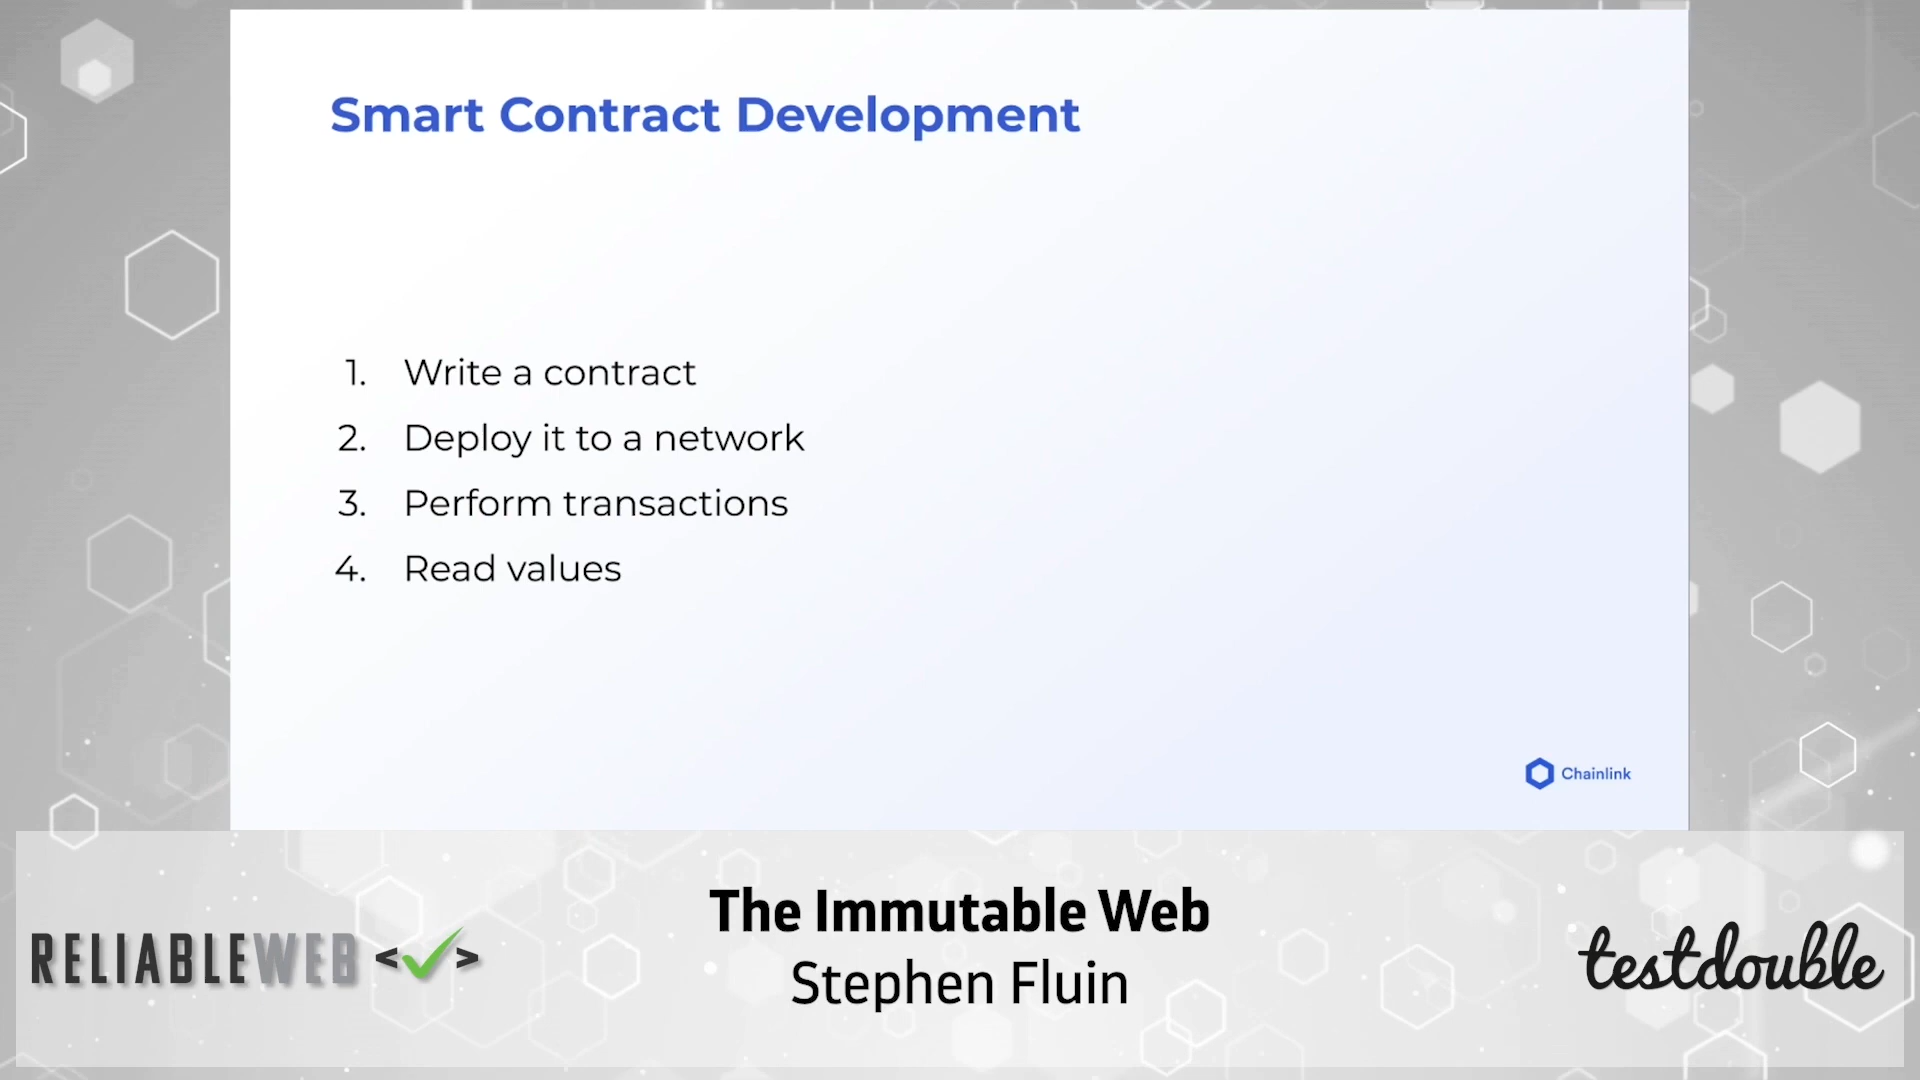 Smart Contract Development
1. Write a contract
2. Deploy it to a network
3. Perform transactions
4. Read values
Chainlink
The Immutable Web
Stephen Fluin
RELIABLEWEB < >
testdouble